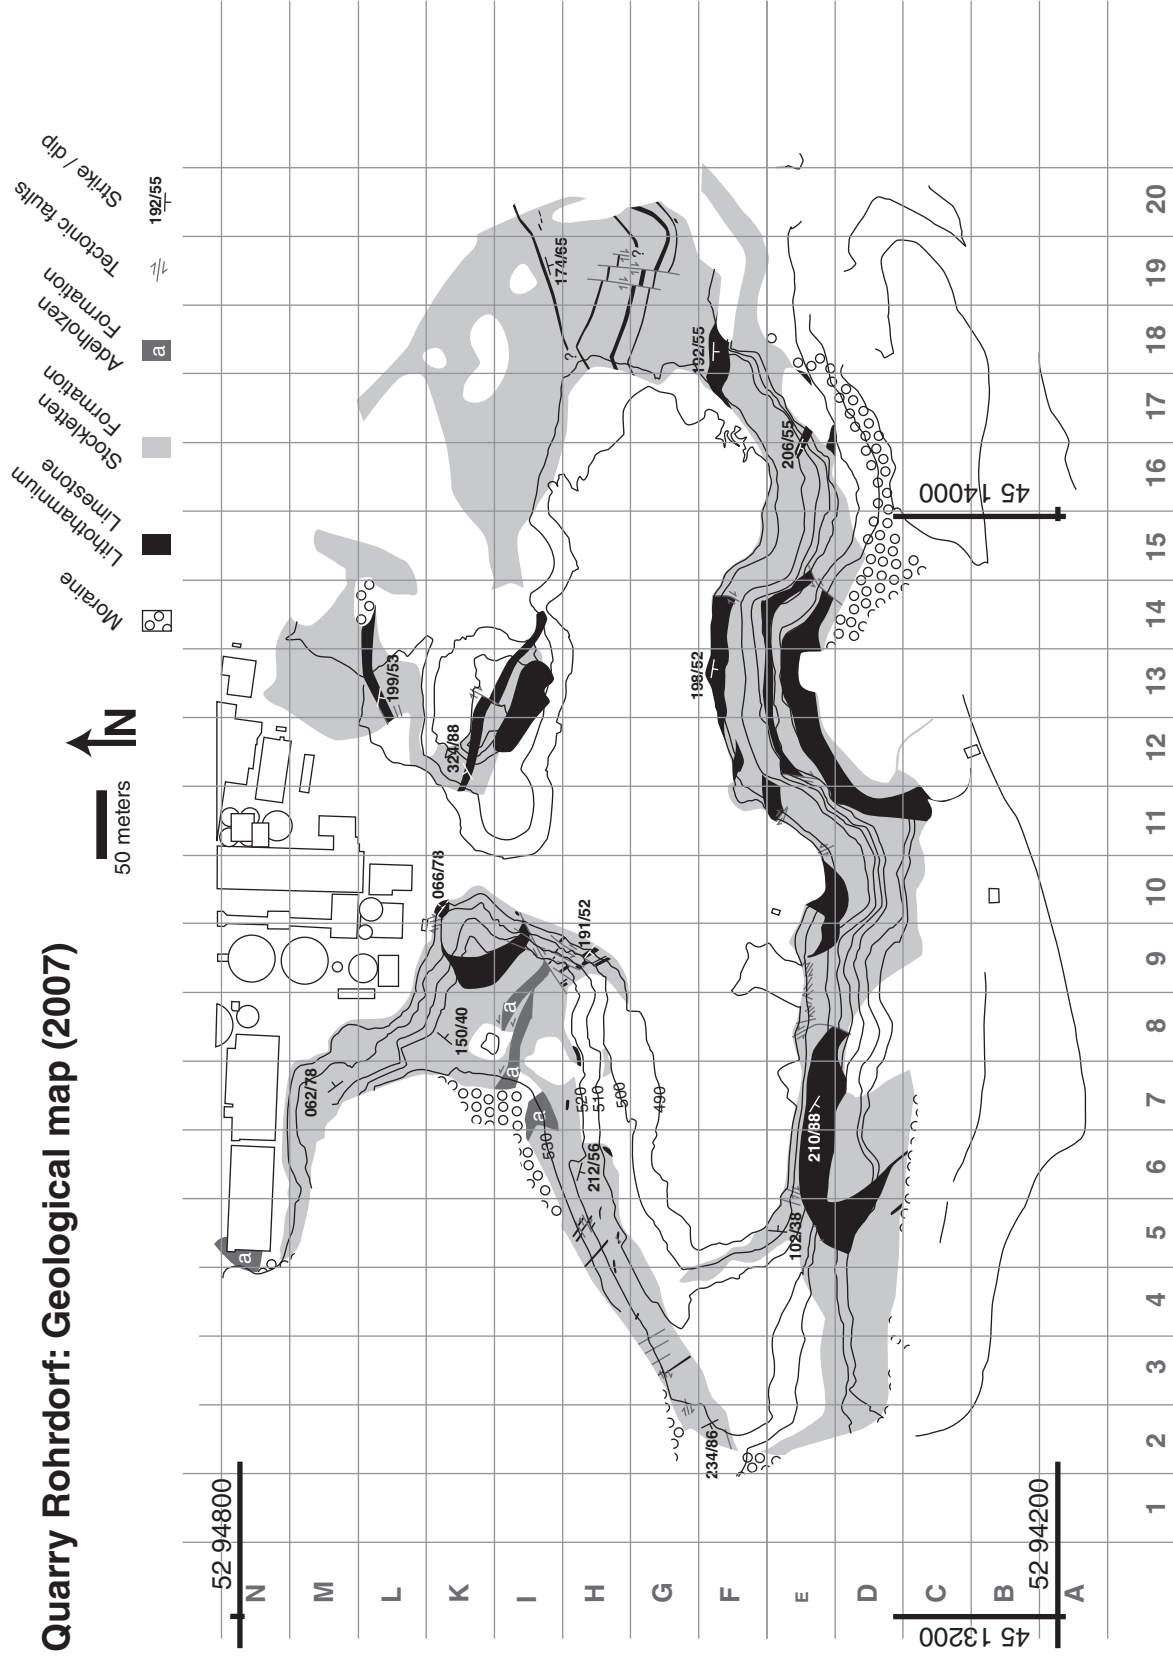 Quarry Rohrdorf: Geological map (2007)
50 meters
N
Moraine
Lithothamnium
Limestone
Stockletten
Formation
a
Adelholzen
Formation
Tectonic faults
192/55
Strike / dip
52 94800
52 94200
45 13200
45 14000
N
M
L
K
I
H
G
F
E
D
C
B
A
1
2
3
4
5
6
7
8
9
10
11
12
13
14
15
16
17
18
19
20
a
062/78
066/78
150/40
a
a
a
530
520
510
500
490
191/52
212/56
234/86
102/38
210/88
199/53
324/88
198/52
206/55
192/55
174/65
?
?